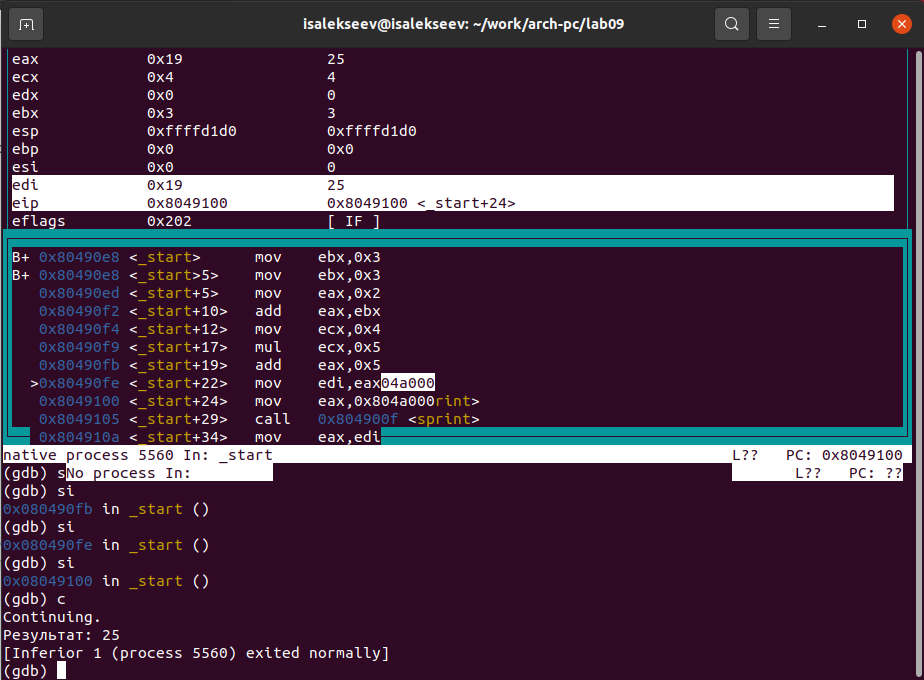 isalekseev@isalekseev: ~/work/arch-pc/lab09
eax 0x19 25
ecx 0x4 4
edx 0x0 0
ebx 0x3 3
esp 0xffffd1d0 0xffffd1d0
ebp 0x0 0x0
esi 0x0 0
edi 0x19 25
eip 0x8049100 0x8049100 <_start+24>
eflags 0x202 [ IF ]
B+ 0x80490e8 <_start> mov ebx,0x3
B+ 0x80490e8 <_start>5> mov ebx,0x3
0x80490ed <_start+5> mov eax,0x2
0x80490f2 <_start+10> add eax,ebx
0x80490f4 <_start+12> mov ecx,0x4
0x80490f9 <_start+17> mul ecx,0x5
0x80490fb <_start+19> add eax,0x5
>0x80490fe <_start+22> mov edi,eax04a000
0x8049100 <_start+24> mov eax,0x804a000rint>
0x8049105 <_start+29> call 0x804900f <sprint>
0x804910a <_start+34> mov eax,edi
native process 5560 In: _start L?? PC: 0x8049100
(gdb) sNo process In: L?? PC: ??
(gdb) si
0x080490fb in _start ()
(gdb) si
0x080490fe in _start ()
(gdb) si
0x08049100 in _start ()
(gdb) c
Continuing.
Результат: 25
[Inferior 1 (process 5560) exited normally]
(gdb)